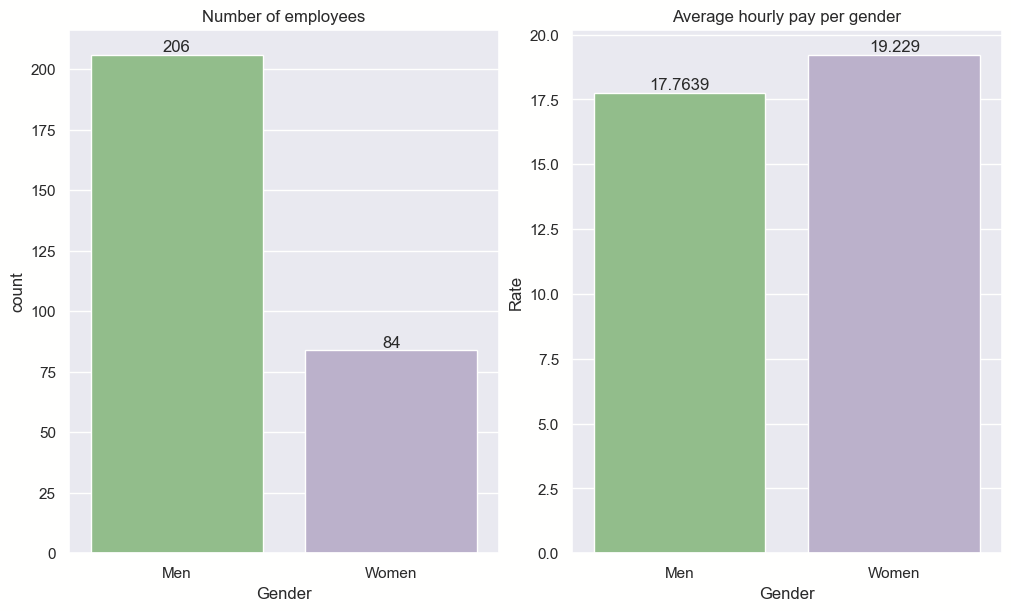 Number of employees
206
84
200
175
150
125
100
75
50
25
0
count
Men
Women
Gender
Average hourly pay per gender
17.7639
19.229
20.0
17.5
15.0
12.5
10.0
7.5
5.0
2.5
0.0
Rate
Men
Women
Gender